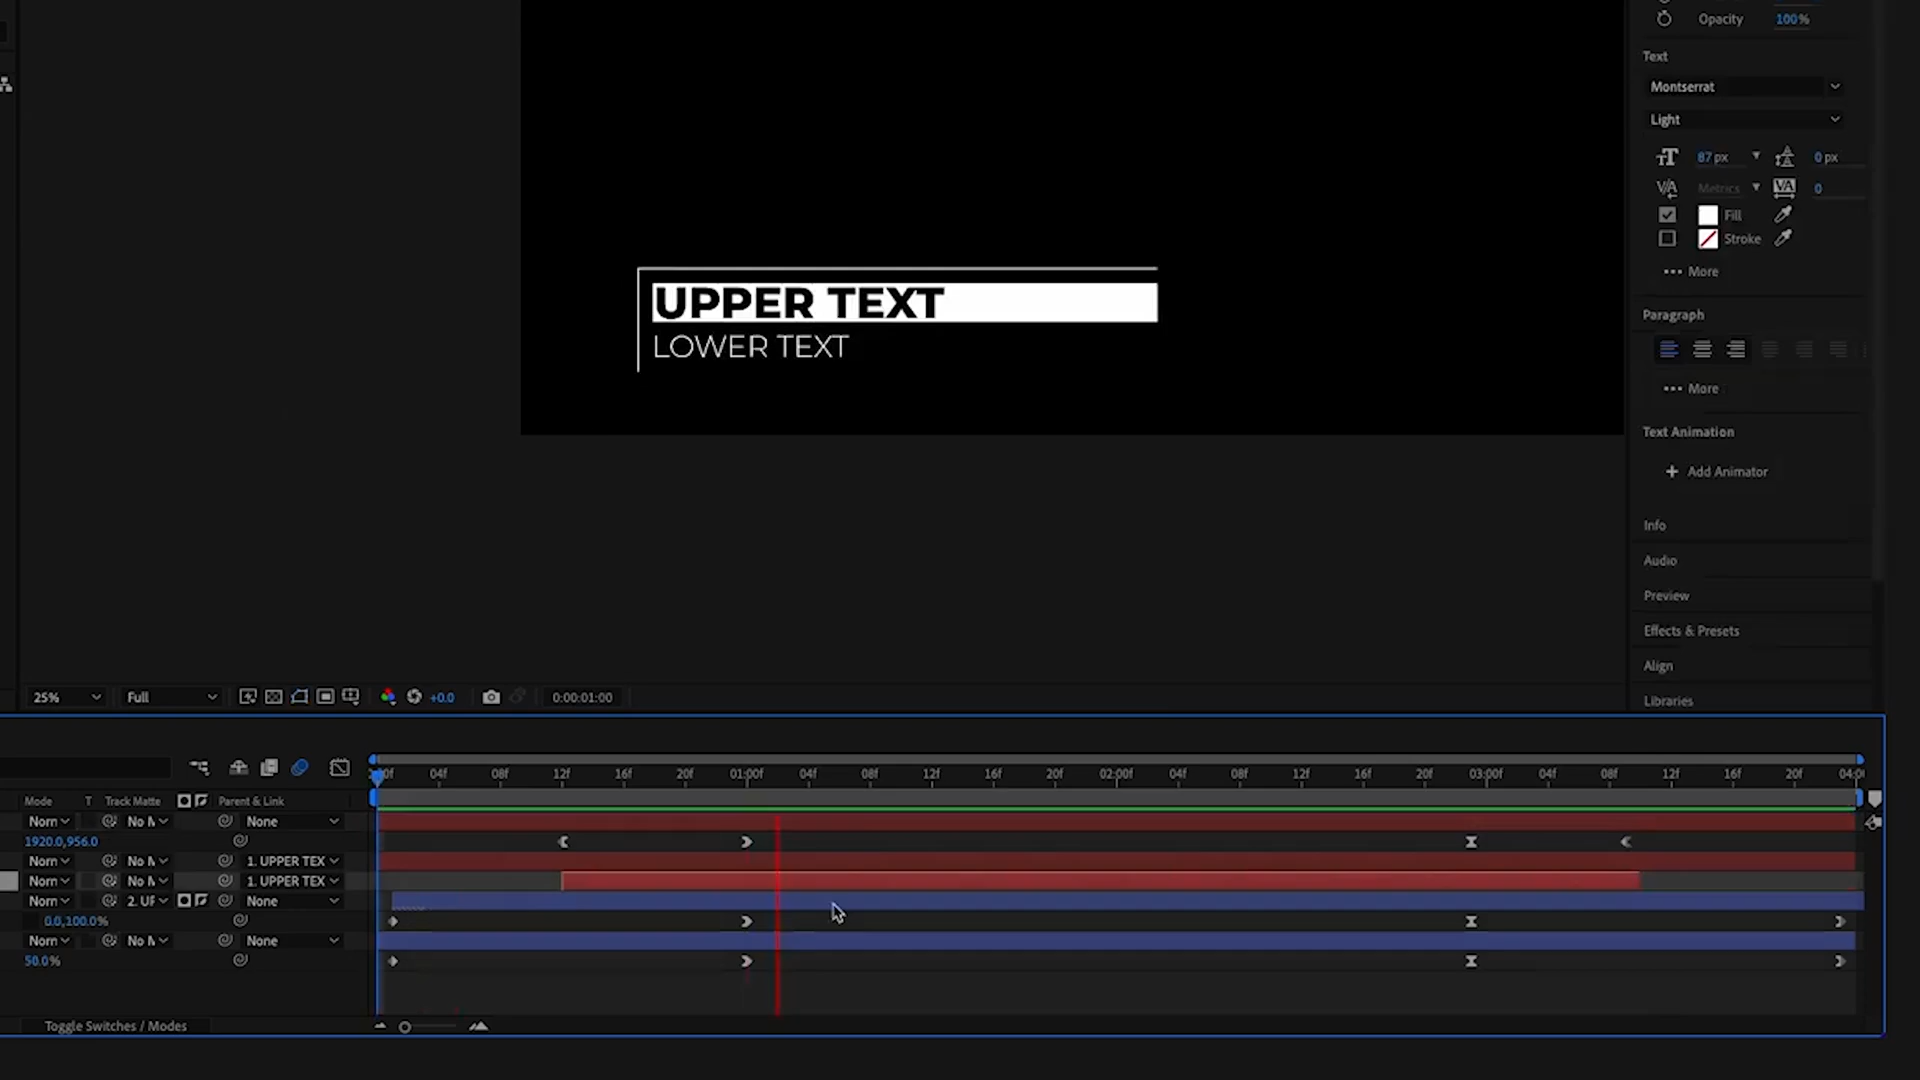 Opacity 100%
Text
Montserrat
Light
87 px 0 px
Metrics 0
Fill
Stroke
More
Paragraph
More
Text Animation
Add Animator
Info
Audio
Preview
Effects & Presets
Align
Libraries
UPPER TEXT
LOWER TEXT
25% Full +0.0 0:00:01:00
04f 08f 12f 16f 20f 01:00f 04f 08f 12f 16f 20f 02:00f 04f 08f 12f 16f 20f 03:00f 04f 08f 12f 16f 20f
Mode T Track Matte Parent & Link
Norm No M None
1920.0,956.0
Norm No M 1. UPPER TEX
Norm No M 1. UPPER TEX
Norm 2. UF None
0.0,100.0%
Norm No M None
50.0%
Toggle Switches / Modes